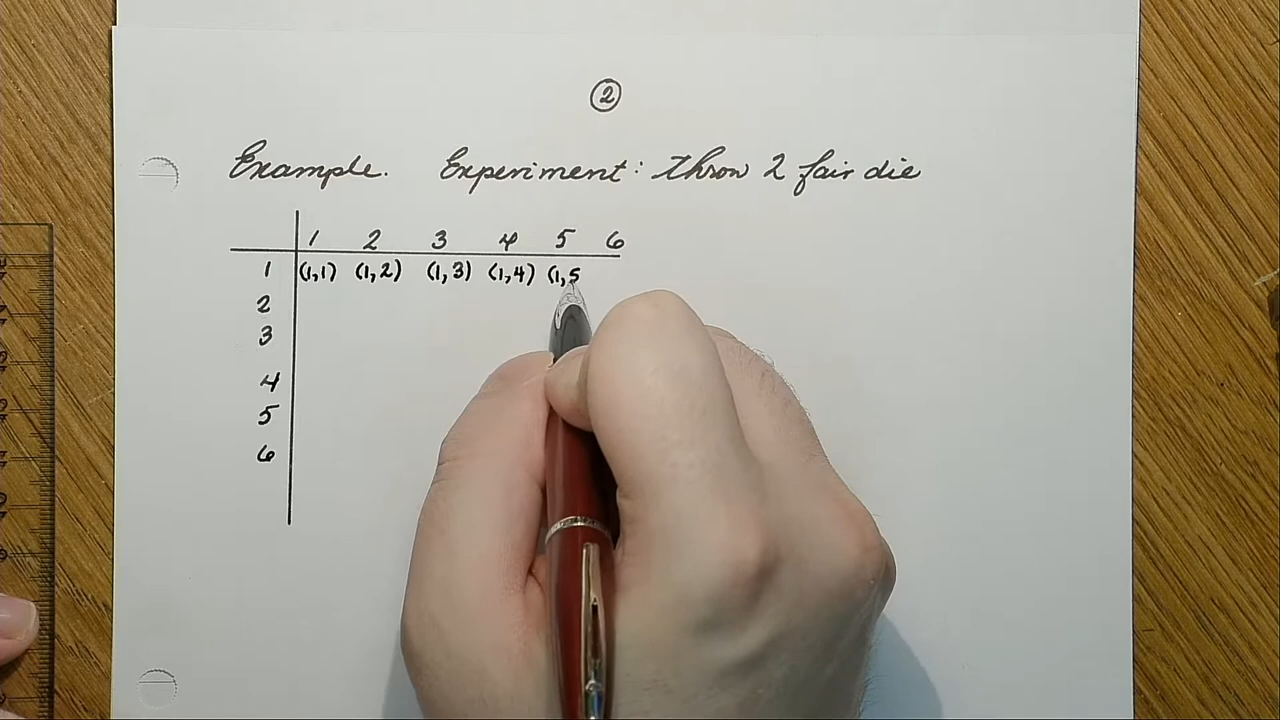 2
Example. Experiment: throw 2 fair die
1 2 3 4 5 6
1 (1,1) (1,2) (1,3) (1,4) (1,5
2
3
4
5
6